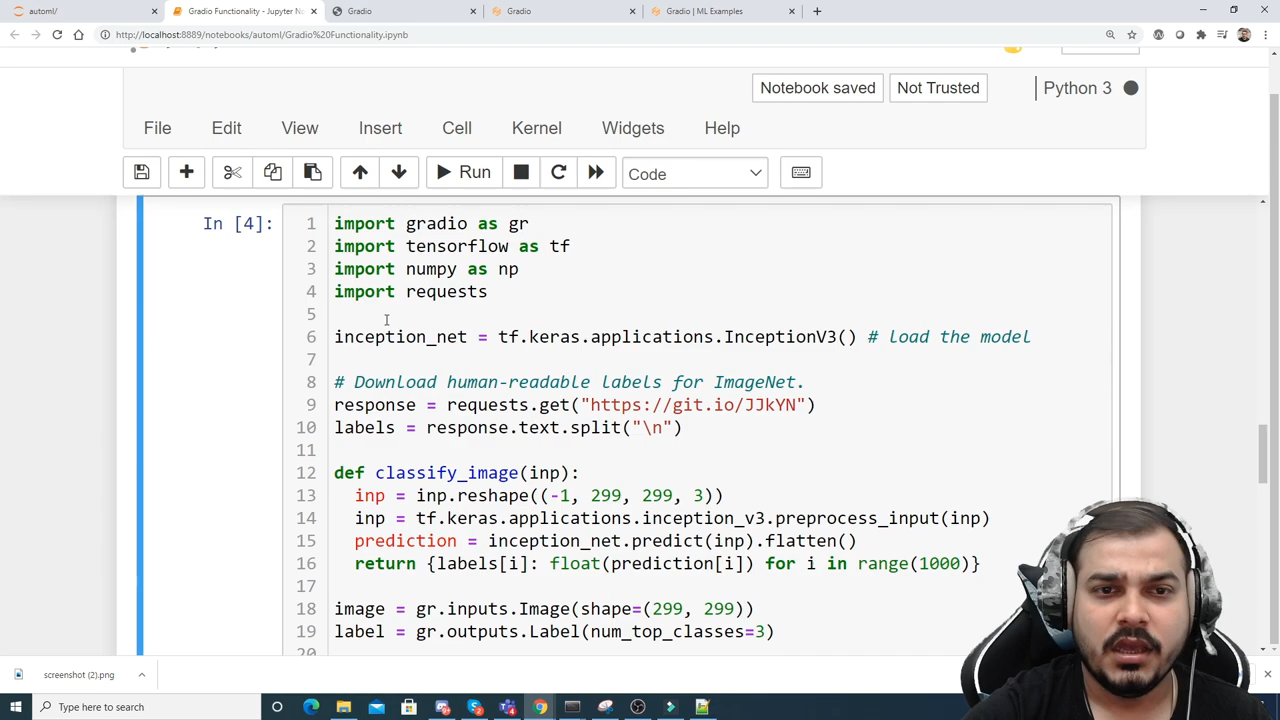 automl/
Gradio Functionality - Jupyter No
Gradio
Gradio
Gradio | ML Examples
http://localhost:8889/notebooks/automl/Gradio%20Functionality.ipynb
Notebook saved
Not Trusted
Python 3
File Edit View Insert Cell Kernel Widgets Help
Run
Code
In [4]:
1 import gradio as gr
2 import tensorflow as tf
3 import numpy as np
4 import requests
5
6 inception_net = tf.keras.applications.InceptionV3() # load the model
7
8 # Download human-readable labels for ImageNet.
9 response = requests.get("https://git.io/JJkYN")
10 labels = response.text.split("\n")
11
12 def classify_image(inp):
13 inp = inp.reshape((-1, 299, 299, 3))
14 inp = tf.keras.applications.inception_v3.preprocess_input(inp)
15 prediction = inception_net.predict(inp).flatten()
16 return {labels[i]: float(prediction[i]) for i in range(1000)}
17
18 image = gr.inputs.Image(shape=(299, 299))
19 label = gr.outputs.Label(num_top_classes=3)
20
screenshot (2).png
Type here to search